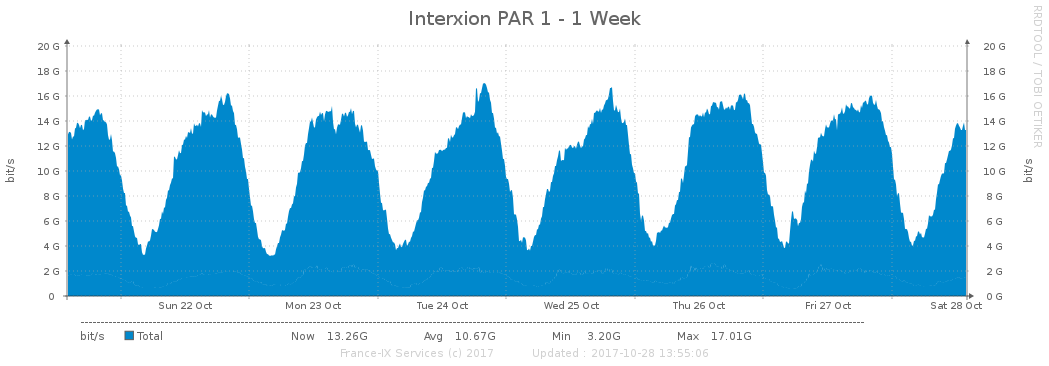 Interxion PAR 1 - 1 Week
RRDTOOL / TOBI OETIKER
20 G 20 G
18 G 18 G
16 G 16 G
14 G 14 G
12 G 12 G
10 G 10 G
8 G 8 G
6 G 6 G
4 G 4 G
2 G 2 G
0 0 G
bit/s bit/s
Sun 22 Oct Mon 23 Oct Tue 24 Oct Wed 25 Oct Thu 26 Oct Fri 27 Oct Sat 28 Oct
bit/s Total Now 13.26G Avg 10.67G Min 3.20G Max 17.01G
France-IX Services (c) 2017 Updated : 2017-10-28 13:55:06